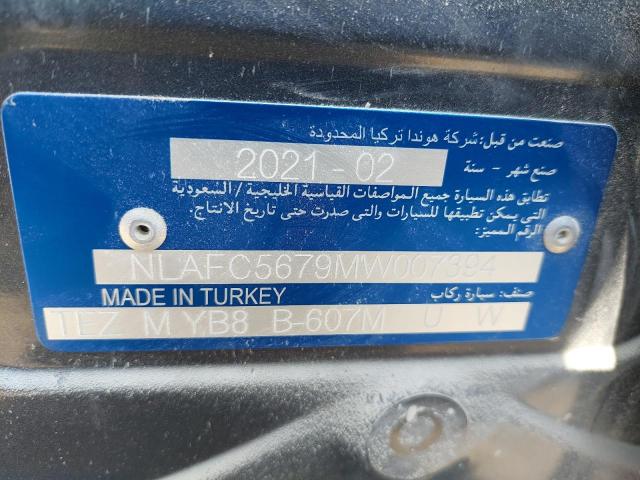 صنعت من قبل: شركة هوندا تركيا المحدودة
صنع شهر - سنة 2021 - 02
تطابق هذه السيارة جميع المواصفات القياسية الخليجية / السعودية
التي يمكن تطبيقها للسيارات والتي صدرت حتى تاريخ الانتاج.
الرقم المميز:
NLAFC5679MW007394
MADE IN TURKEY صنف: سيارة ركاب
TEZ M YB8 B-607M U W